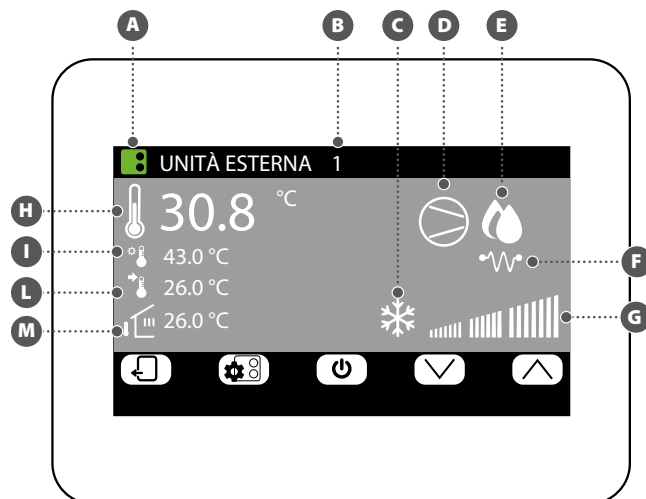 A B C D E
UNITÀ ESTERNA 1
H 30.8 °C
I 43.0 °C
F
L 26.0 °C
M 26.0 °C G